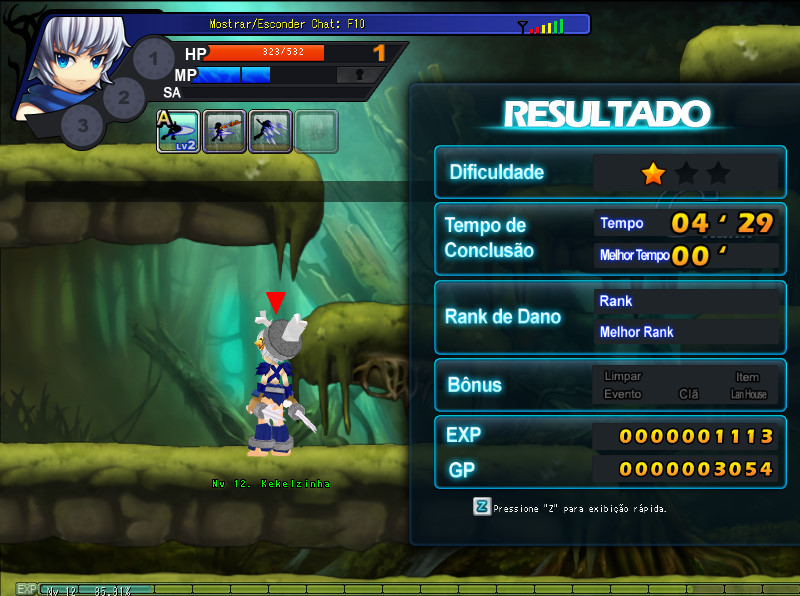 Mostrar/Esconder Chat: F10
HP 323/532 1
MP
SA
1
2
3
A
Lv2
RESULTADO
Dificuldade
Tempo de Conclusão
Tempo 04 ' 29
Melhor Tempo 00 '
Rank de Dano
Rank
Melhor Rank
Bônus
Limpar Evento
Clã
Item Lan House
EXP 0000001113
GP 0000003054
Z Pressione "Z" para exibição rápida.
Nv 12. Kekelzinha
EXP Nv 12